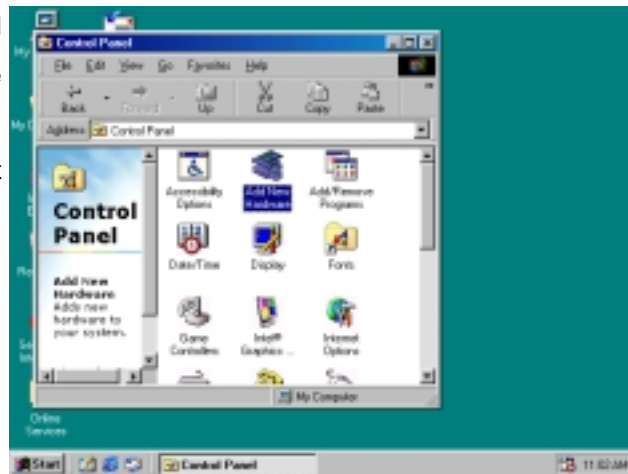 Control Panel
File Edit View Go Favorites Help
Back Forward Up Cut Copy Paste
Address Control Panel
Control Panel
Add New Hardware
Adds new hardware to your system.
Accessibility Options
Add New Hardware
Add/Remove Programs
Date/Time
Display
Fonts
Game Controllers
Intel® Graphics ...
Internet Options
My Computer
Online Services
Start
Control Panel
11:02 AM